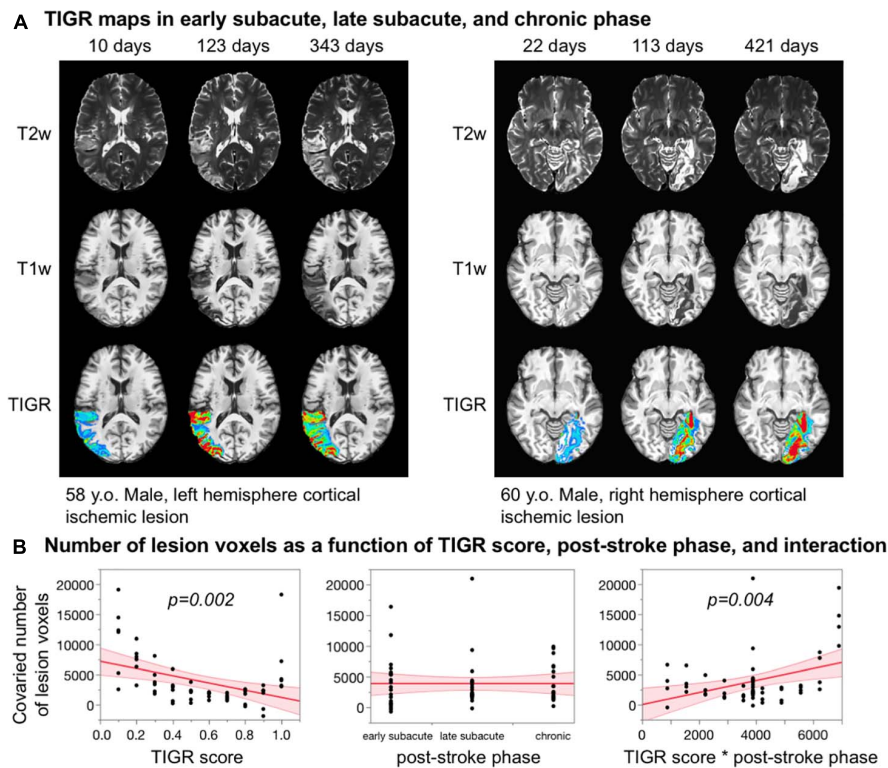 A TIGR maps in early subacute, late subacute, and chronic phase
10 days 123 days 343 days 22 days 113 days 421 days
T2w T2w
T1w T1w
TIGR TIGR
58 y.o. Male, left hemisphere cortical
ischemic lesion
60 y.o. Male, right hemisphere cortical
ischemic lesion
B Number of lesion voxels as a function of TIGR score, post-stroke phase, and interaction
Covaried number
of lesion voxels
20000
15000
10000
5000
0
p=0.002
0.0 0.2 0.4 0.6 0.8 1.0
TIGR score
20000
15000
10000
5000
0
early subacute late subacute chronic
post-stroke phase
20000
15000
10000
5000
0
p=0.004
0 2000 4000 6000
TIGR score * post-stroke phase